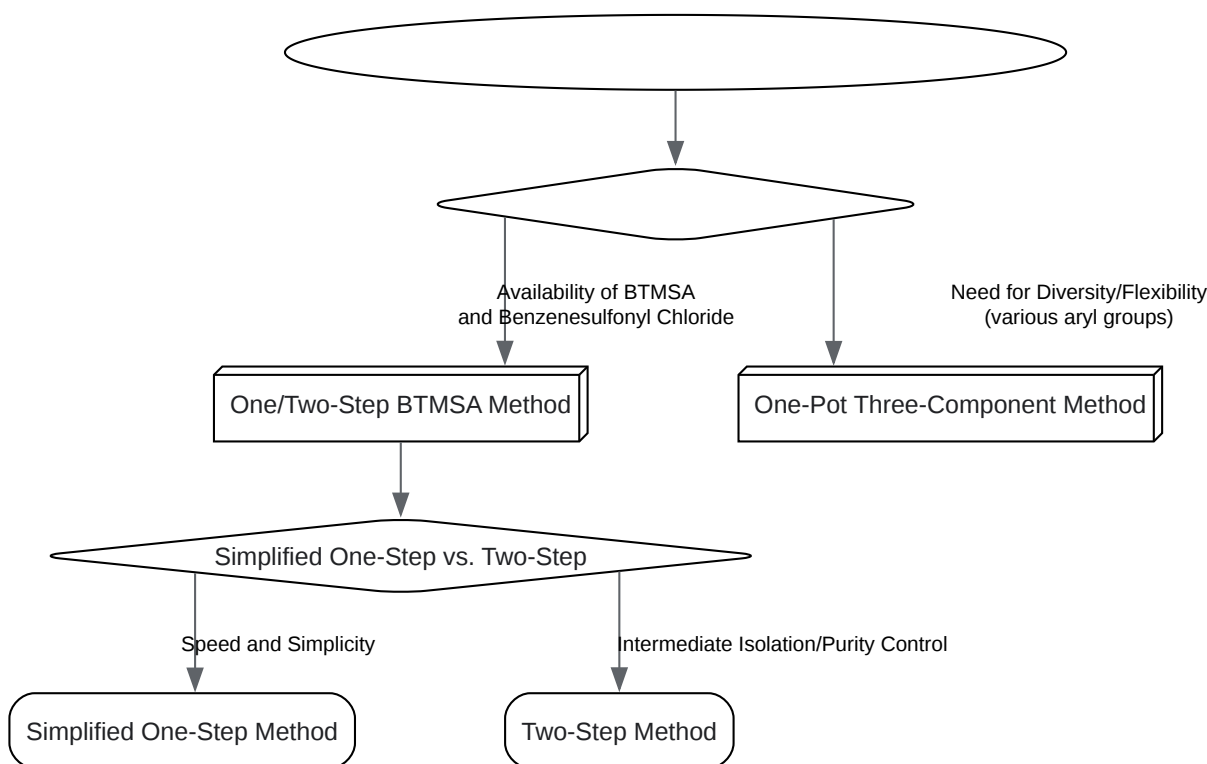 Availability of BTMSA
and Benzenesulfonyl Chloride
Need for Diversity/Flexibility
(various aryl groups)
One/Two-Step BTMSA Method
One-Pot Three-Component Method
Simplified One-Step vs. Two-Step
Speed and Simplicity
Intermediate Isolation/Purity Control
Simplified One-Step Method
Two-Step Method